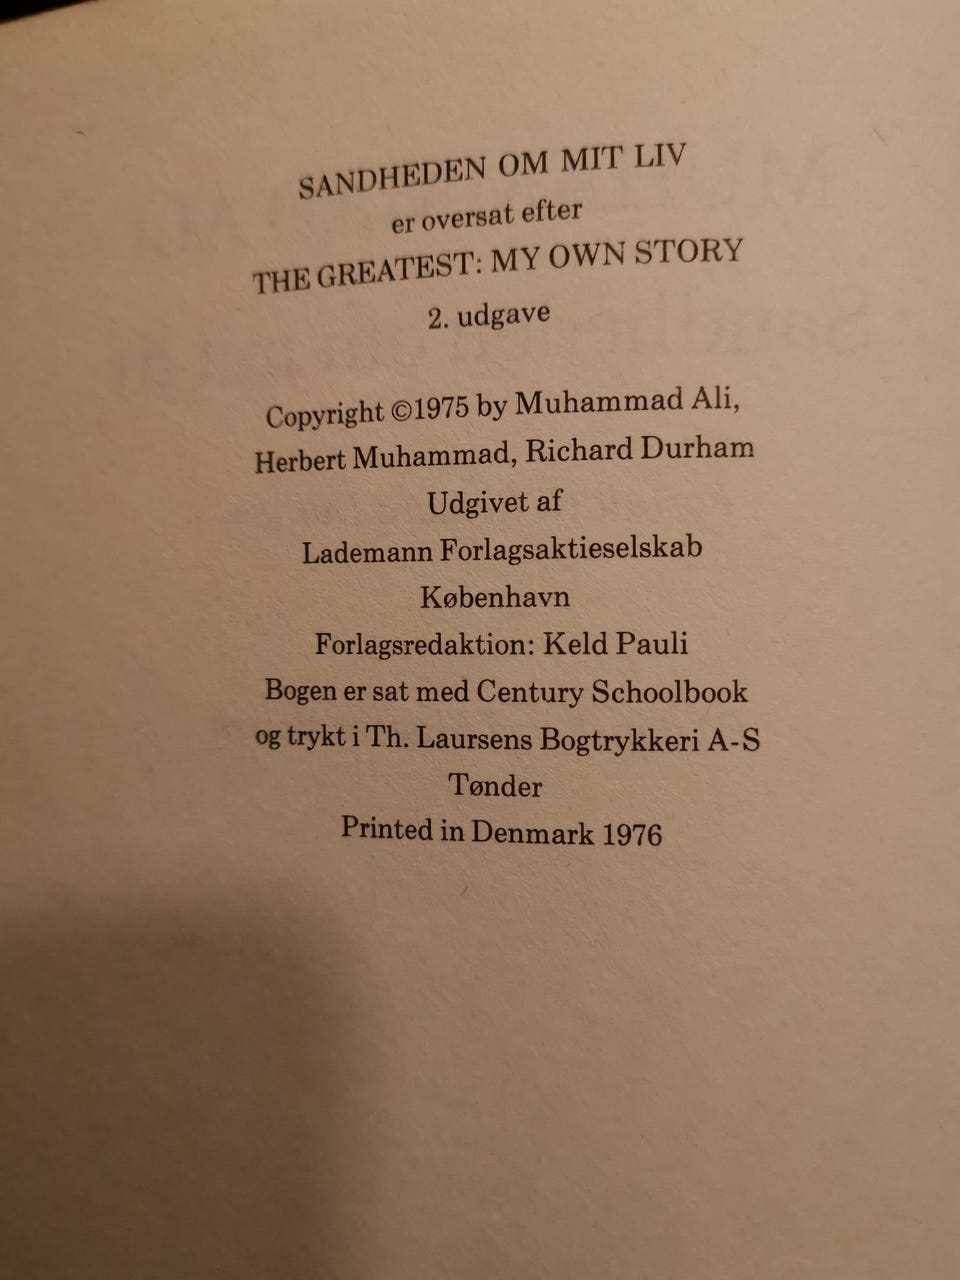 SANDHEDEN OM MIT LIV
er oversat efter
THE GREATEST: MY OWN STORY
2. udgave
Copyright ©1975 by Muhammad Ali,
Herbert Muhammad, Richard Durham
Udgivet af
Lademann Forlagsaktieselskab
København
Forlagsredaktion: Keld Pauli
Bogen er sat med Century Schoolbook
og trykt i Th. Laursens Bogtrykkeri A-S
Tønder
Printed in Denmark 1976